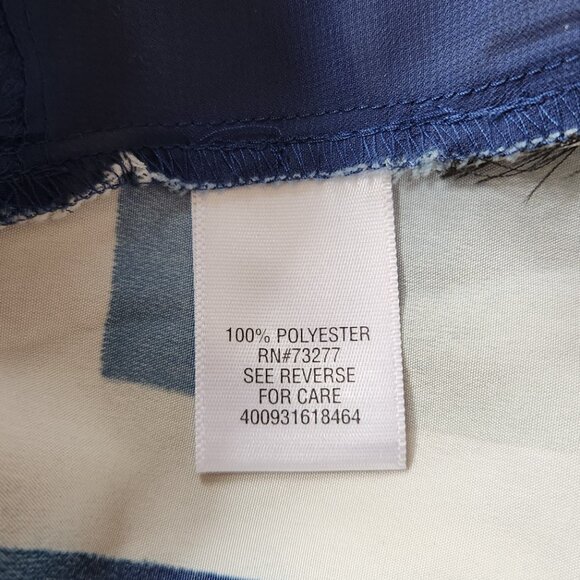 100% POLYESTER
RN#73277
SEE REVERSE
FOR CARE
400931618464